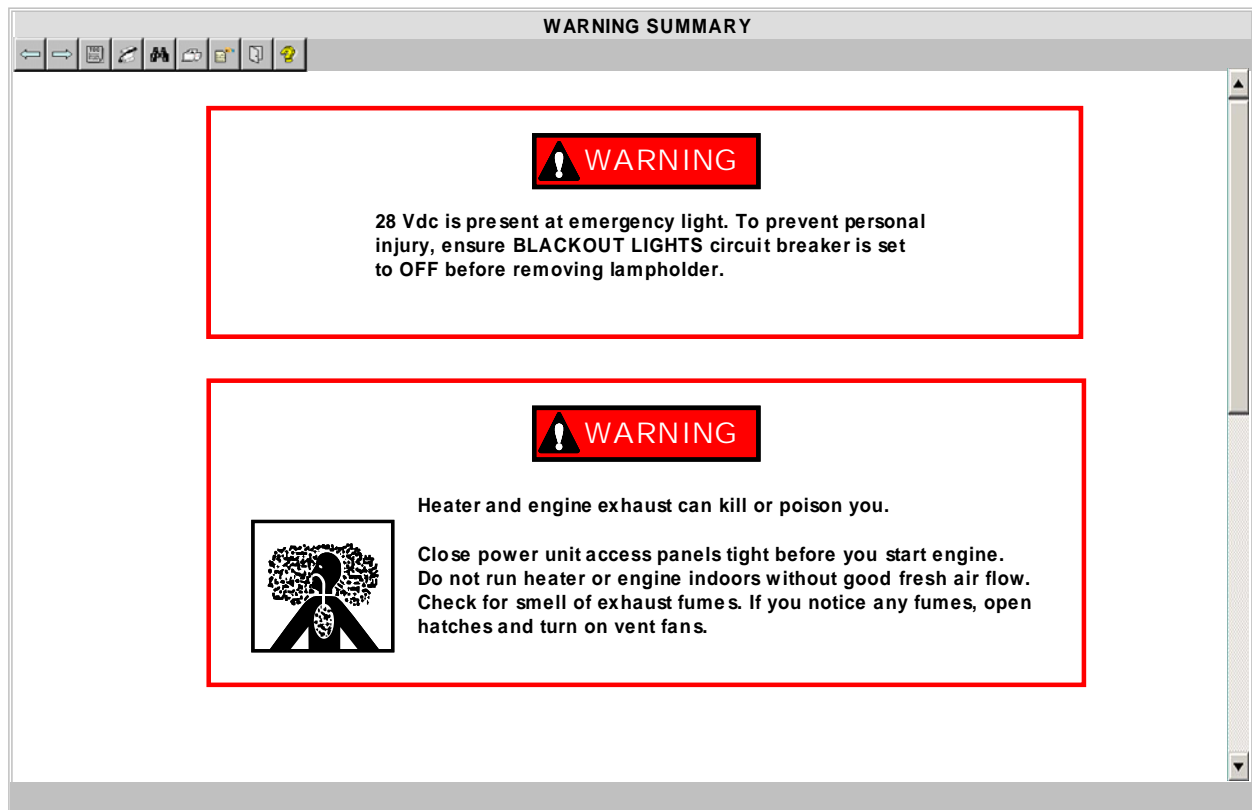 WARNING SUMMARY
WARNING
28 Vdc is present at emergency light. To prevent personal
injury, ensure BLACKOUT LIGHTS circuit breaker is set
to OFF before removing lampholder.
WARNING
Heater and engine exhaust can kill or poison you.
Close power unit access panels tight before you start engine.
Do not run heater or engine indoors without good fresh air flow.
Check for smell of exhaust fumes. If you notice any fumes, open
hatches and turn on vent fans.